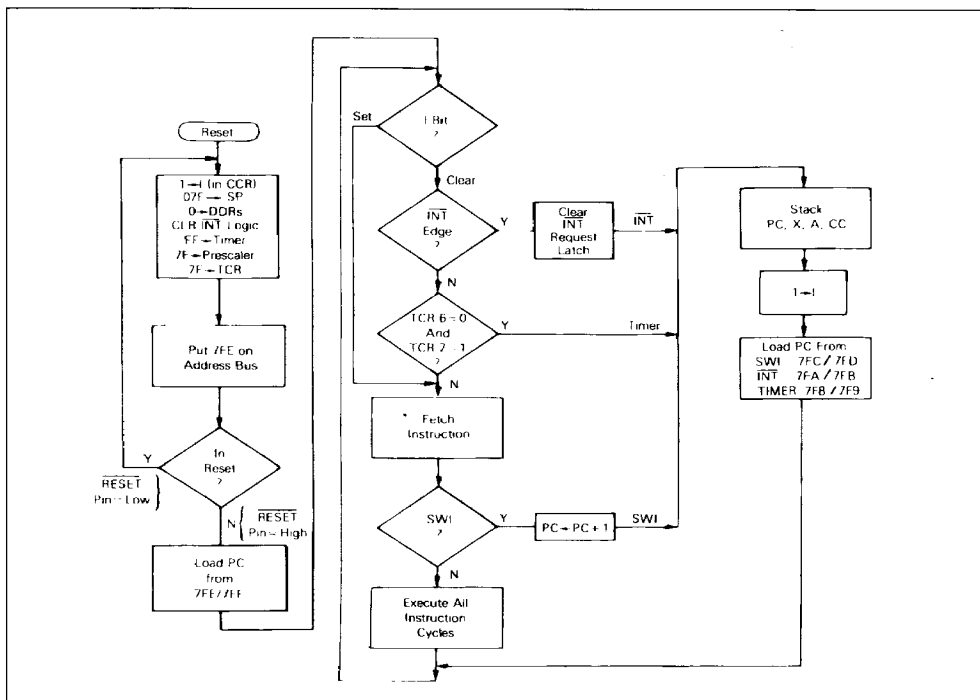 Reset
1→I (in CCR)
07F→SP
0→DDRs
CLR INT Logic
FF→Timer
7F→Prescaler
7F→TCR
Put 7FE on
Address Bus
In
Reset
?
Y
RESET
Pin = Low
N
RESET
Pin = High
Load PC
from
7FE/7FF
I Bit
?
Set
Clear
INT
Edge
?
Y
Clear
INT
Request
Latch
INT
N
TCR 6 = 0
And
TCR 7 = 1
?
Y
Timer
N
Fetch
Instruction
SWI
?
Y
PC→PC + 1
SWI
N
Execute All
Instruction
Cycles
Stack
PC, X, A, CC
1→I
Load PC From
SWI 7FC/7FD
INT 7FA/7FB
TIMER 7F8/7F9